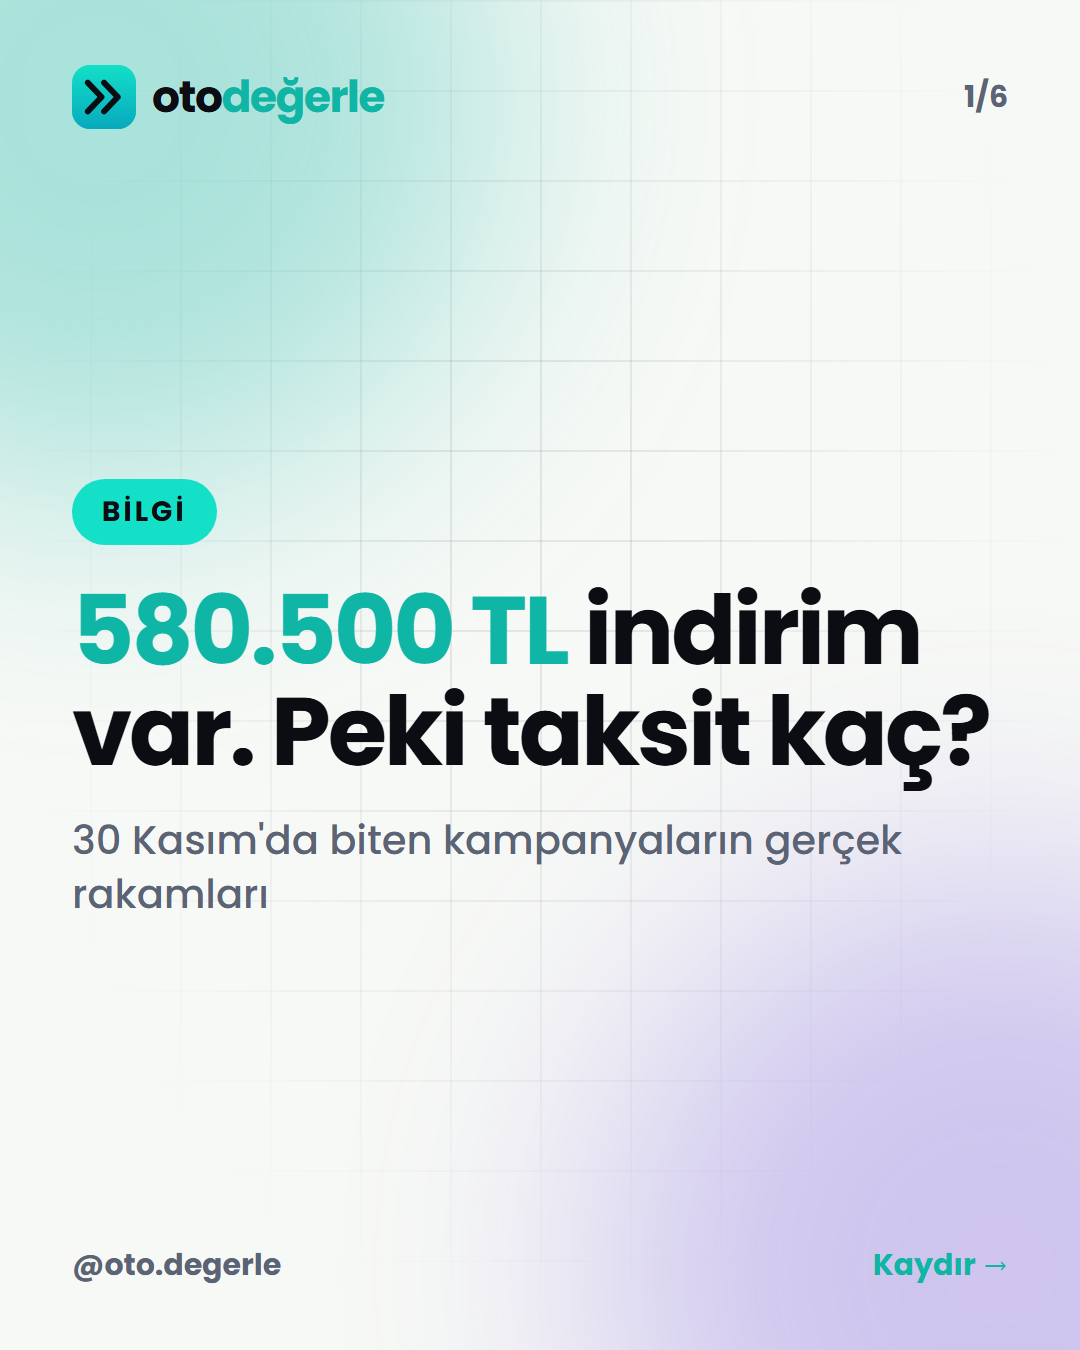 otodeğerle
1/6
BİLGİ
580.500 TL indirim
var. Peki taksit kaç?
30 Kasım'da biten kampanyaların gerçek
rakamları
@oto.degerle
Kaydır →